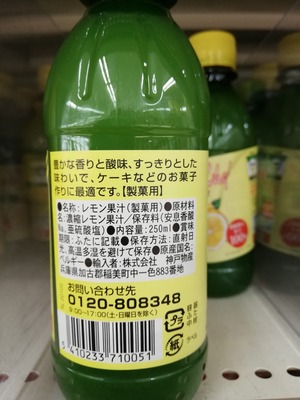 豊かな香りと酸味、すっきりとした
味わいで、ケーキなどのお菓子
作りに最適です。【製菓用】
●名称:レモン果汁(製菓用)●原材料
名:濃縮レモン果汁/保存料(安息香酸
Na、亜硫酸塩)●内容量:250ml●賞味
期限:ふたに記載●保存方法:直射日
光、高温多湿を避けて保存●原産国名:
ベルギー●輸入者:株式会社 神戸物産
兵庫県加古郡稲美町中一色883番地
お問い合わせ先
0120-808348
9:00~17:00(土・日曜日を除く)
5410233710051
プラ
紙
ラベル